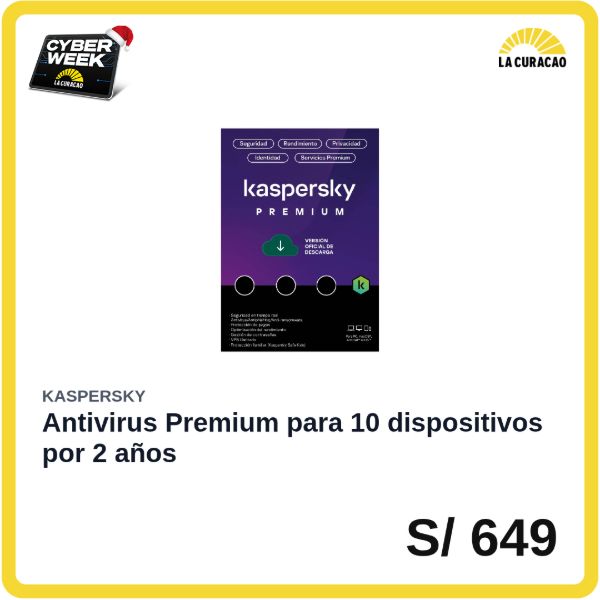 CYBER
WEEK
LA CURACAO
LA CURACAO
Seguridad Rendimiento Privacidad
Identidad Servicios Premium
kaspersky
PREMIUM
VERSIÓN
OFICIAL DE
DESCARGA
k
KASPERSKY
Antivirus Premium para 10 dispositivos
por 2 años
S/ 649